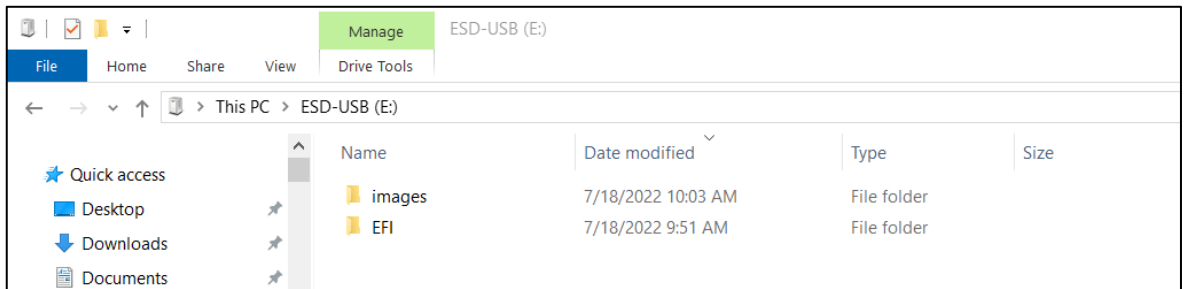 Manage ESD-USB (E:)
File Home Share View Drive Tools
This PC > ESD-USB (E:)
Name Date modified Type Size
Quick access
images 7/18/2022 10:03 AM File folder
Desktop
EFI 7/18/2022 9:51 AM File folder
Downloads
Documents